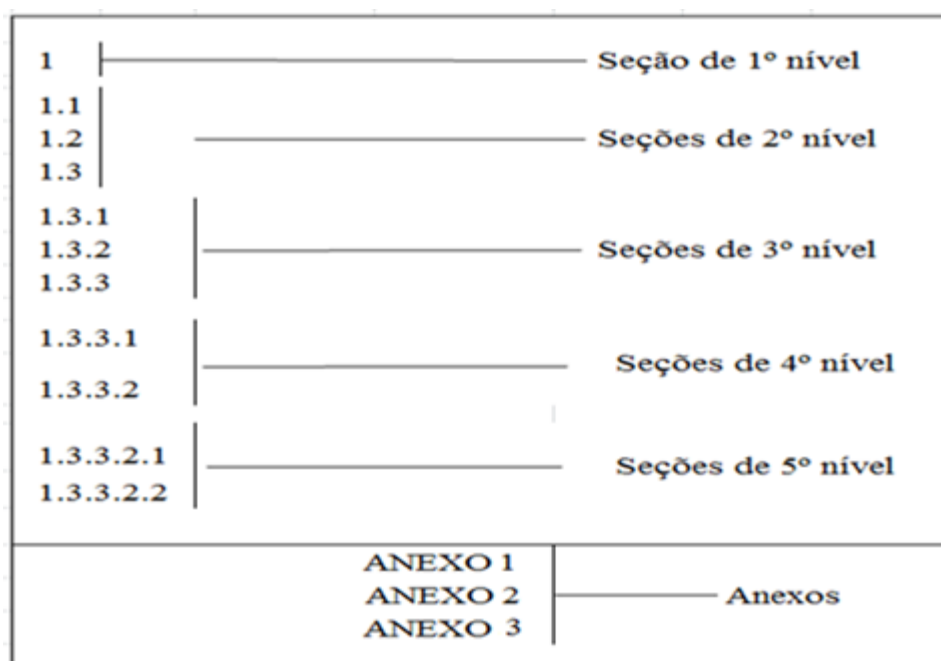 1 Seção de 1º nível
1.1
1.2 Seções de 2º nível
1.3
1.3.1
1.3.2 Seções de 3º nível
1.3.3
1.3.3.1
Seções de 4º nível
1.3.3.2
1.3.3.2.1
Seções de 5º nível
1.3.3.2.2
ANEXO 1
ANEXO 2 Anexos
ANEXO 3